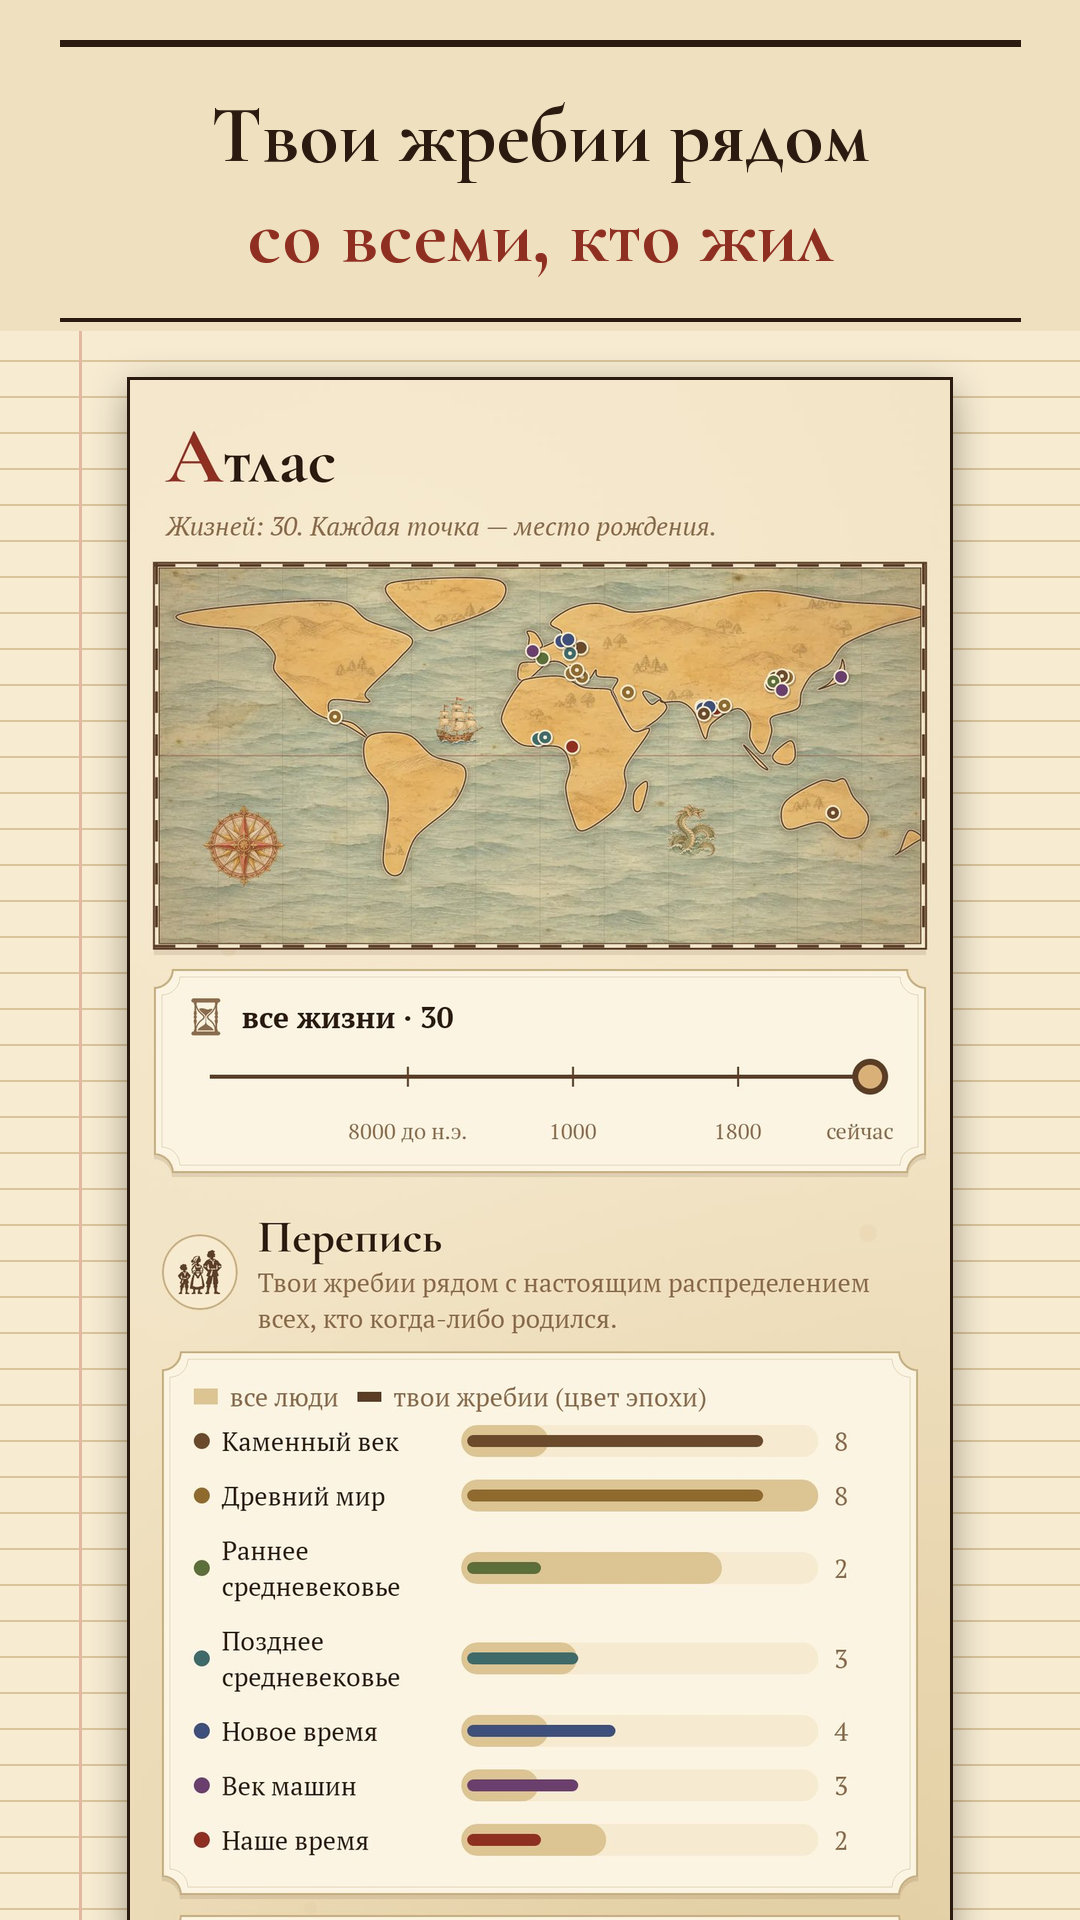 Твои жребии рядом
со всеми, кто жил
Атлас
Жизней: 30. Каждая точка — место рождения.
все жизни · 30
8000 до н.э. 1000 1800 сейчас
Перепись
Твои жребии рядом с настоящим распределением
всех, кто когда-либо родился.
все люди твои жребии (цвет эпохи)
Каменный век 8
Древний мир 8
Раннее
средневековье 2
Позднее
средневековье 3
Новое время 4
Век машин 3
Наше время 2